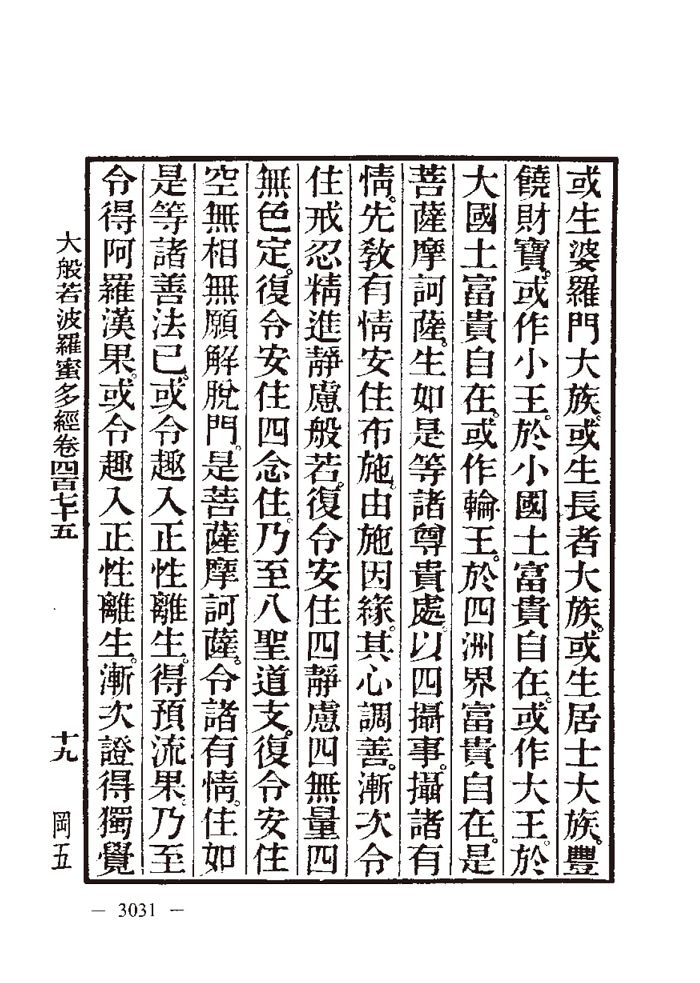 或生婆羅門大族。或生長者大族。或生居士大族。豐
饒財寶。或作小王。於小國土富貴自在。或作大王。於
大國土富貴自在。或作輪王。於四洲界富貴自在。是
菩薩摩訶薩。生如是等諸尊貴處。以四攝事。攝諸有
情。先教有情安住布施。由施因緣。其心調善。漸次令
住戒忍精進靜慮般若。復令安住四靜慮四無量四
無色定。復令安住四念住。乃至八聖道支。復令安住
空無相無願解脫門。是菩薩摩訶薩。令諸有情。住如
是等諸善法已。或令趣入正性離生。得預流果。乃至
令得阿羅漢果。或令趣入正性離生。漸次證得獨覺
大般若波羅蜜多經卷四百七十五 十九 岡五
— 3031 —